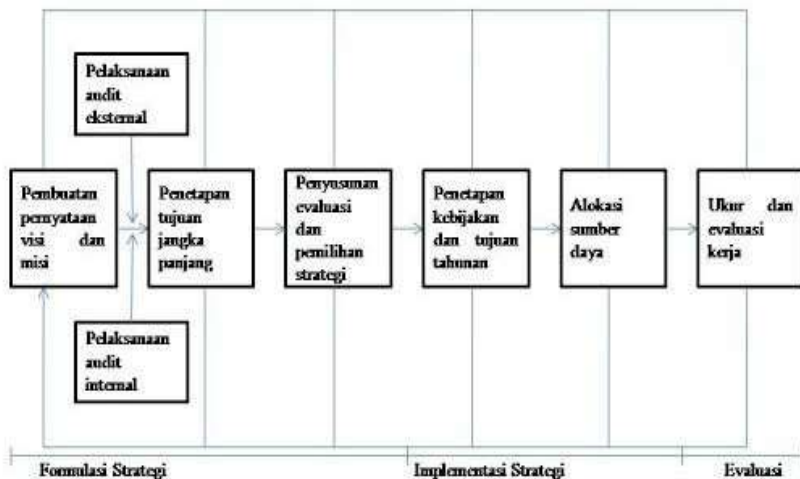 Pelaksanaan
audit
eksternal
Pembuatan
pernyataan
visi dan
misi
Penetapan
tujuan
jangka
panjang
Penyusunan
evaluasi
dan
pemilihan
strategi
Penetapan
kebijakan
dan tujuan
tahunan
Alokasi
sumber
daya
Ukur dan
evaluasi
kerja
Pelaksanaan
audit
internal
Formulasi Strategi
Implementasi Strategi
Evaluasi